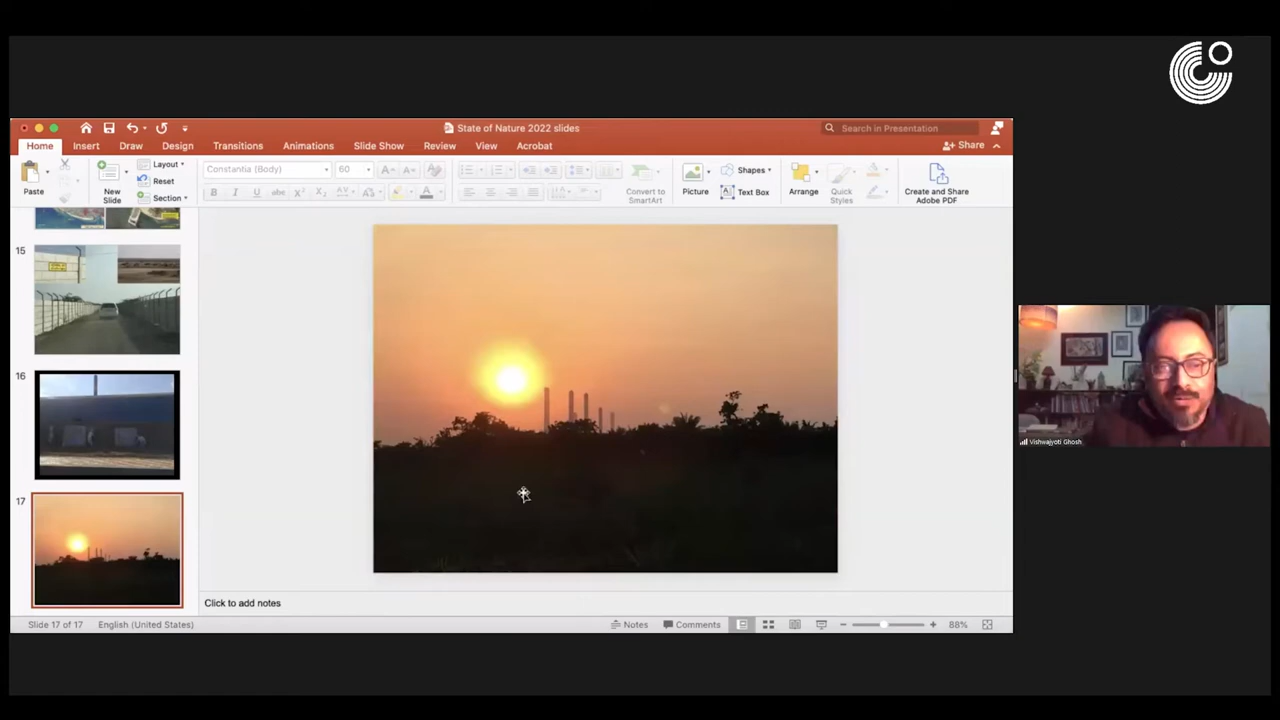 State of Nature 2022 slides
Search in Presentation
Home Insert Draw Design Transitions Animations Slide Show Review View Acrobat
Share
Paste
New Slide
Layout
Reset
Section
Constantia (Body) 60
Convert to SmartArt
Picture
Shapes
Text Box
Arrange
Quick Styles
Create and Share Adobe PDF
15
16
17
Vishwajyoti Ghosh
Click to add notes
Slide 17 of 17 English (United States) Notes Comments 88%